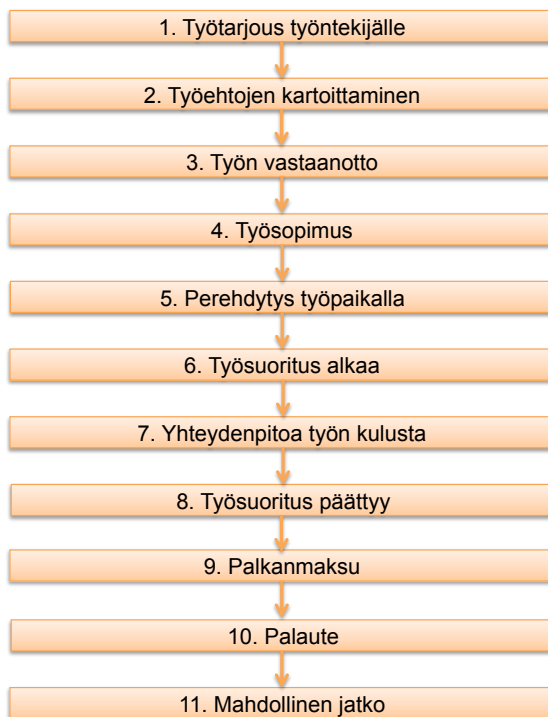 1. Työtarjous työntekijälle
2. Työehtojen kartoittaminen
3. Työn vastaanotto
4. Työsopimus
5. Perehdytys työpaikalla
6. Työsuoritus alkaa
7. Yhteydenpitoa työn kulusta
8. Työsuoritus päättyy
9. Palkanmaksu
10. Palaute
11. Mahdollinen jatko